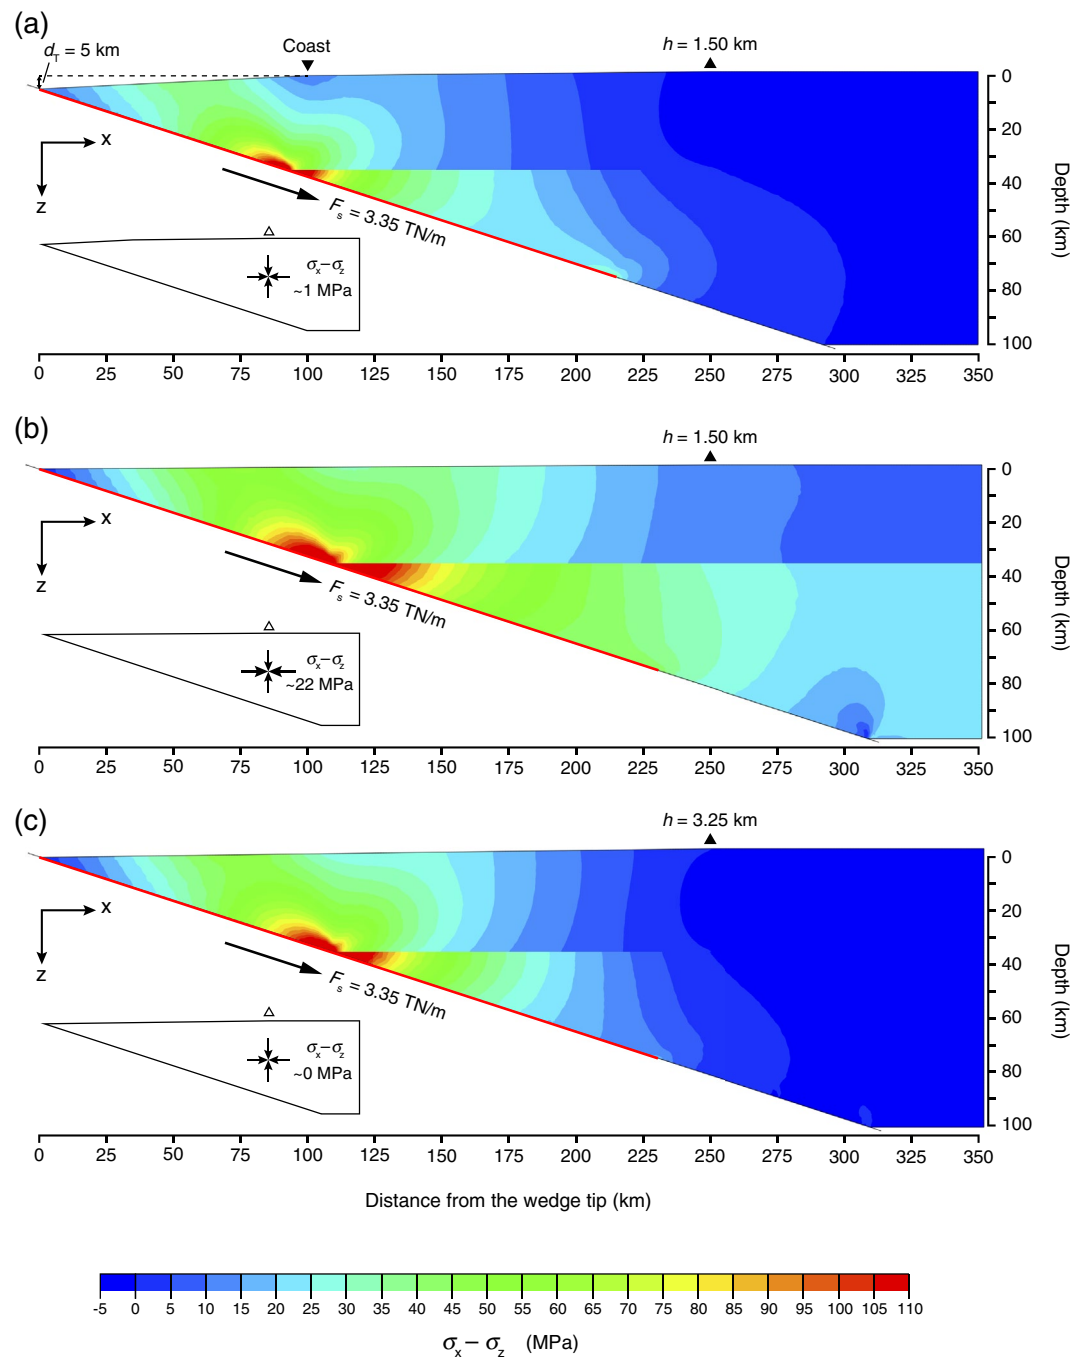 (a)
d_T = 5 km
Coast
h = 1.50 km
x
z
F_s = 3.35 TN/m
σ_x – σ_z
~1 MPa
0 20 40 60 80 100
Depth (km)
0 25 50 75 100 125 150 175 200 225 250 275 300 325 350
(b)
h = 1.50 km
x
z
F_s = 3.35 TN/m
σ_x – σ_z
~22 MPa
0 20 40 60 80 100
Depth (km)
0 25 50 75 100 125 150 175 200 225 250 275 300 325 350
(c)
h = 3.25 km
x
z
F_s = 3.35 TN/m
σ_x – σ_z
~0 MPa
0 20 40 60 80 100
Depth (km)
0 25 50 75 100 125 150 175 200 225 250 275 300 325 350
Distance from the wedge tip (km)
-5 0 5 10 15 20 25 30 35 40 45 50 55 60 65 70 75 80 85 90 95 100 105 110
σ_x – σ_z (MPa)